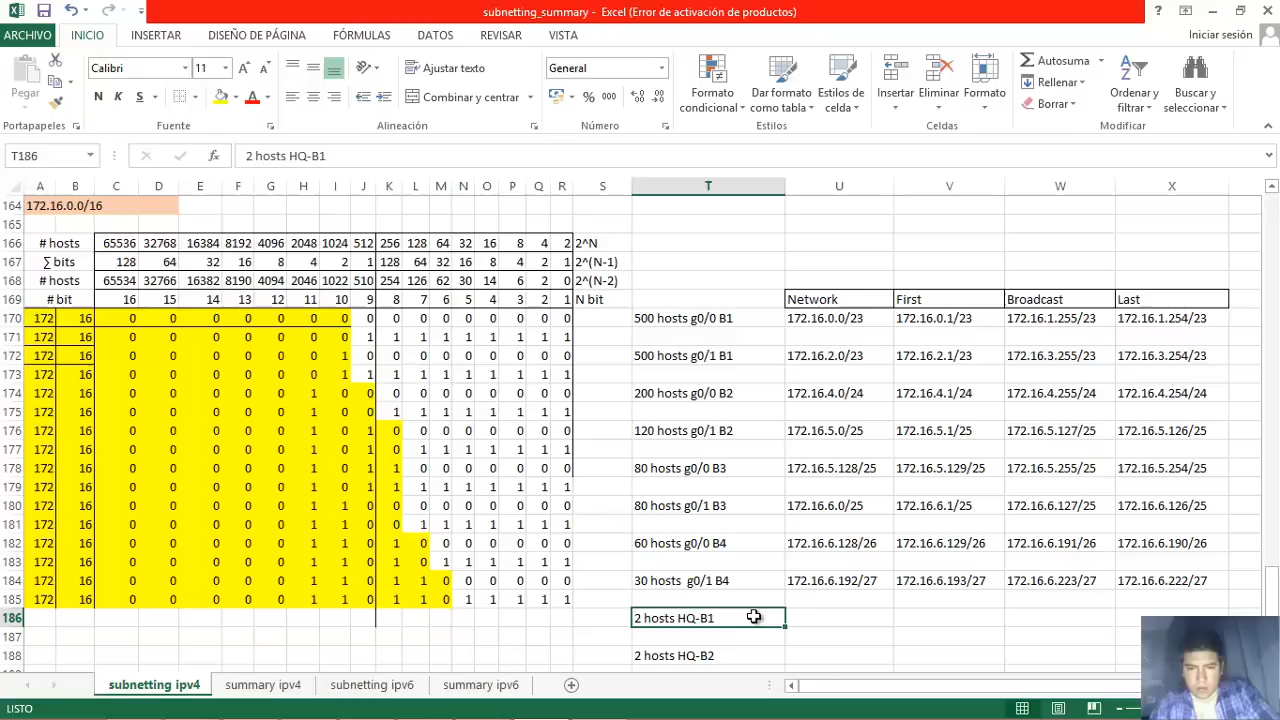 subnetting_summary - Excel (Error de activación de productos)
ARCHIVO INICIO INSERTAR DISEÑO DE PÁGINA FÓRMULAS DATOS REVISAR VISTA Iniciar sesión
Pegar Calibri 11 Ajustar texto General Formato condicional Dar formato como tabla Estilos de celda Insertar Eliminar Formato Autosuma Ordenar y filtrar Buscar y seleccionar
N K S Combinar y centrar % 000 Rellenar
Borrar
Portapapeles Fuente Alineación Número Estilos Celdas Modificar
T186 fx 2 hosts HQ-B1
A B C D E F G H I J K L M N O P Q R S T U V W X
164 172.16.0.0/16
165
166 # hosts 65536 32768 16384 8192 4096 2048 1024 512 256 128 64 32 16 8 4 2 2^N
167 ∑ bits 128 64 32 16 8 4 2 1 128 64 32 16 8 4 2 1 2^(N-1)
168 # hosts 65534 32766 16382 8190 4094 2046 1022 510 254 126 62 30 14 6 2 0 2^(N-2)
169 # bit 16 15 14 13 12 11 10 9 8 7 6 5 4 3 2 1 N bit Network First Broadcast Last
170 172 16 0 0 0 0 0 0 0 0 0 0 0 0 0 0 0 0 500 hosts g0/0 B1 172.16.0.0/23 172.16.0.1/23 172.16.1.255/23 172.16.1.254/23
171 172 16 0 0 0 0 0 0 0 1 1 1 1 1 1 1 1 1
172 172 16 0 0 0 0 0 0 1 0 0 0 0 0 0 0 0 0 500 hosts g0/1 B1 172.16.2.0/23 172.16.2.1/23 172.16.3.255/23 172.16.3.254/23
173 172 16 0 0 0 0 0 0 1 1 1 1 1 1 1 1 1 1
174 172 16 0 0 0 0 0 1 0 0 0 0 0 0 0 0 0 0 200 hosts g0/0 B2 172.16.4.0/24 172.16.4.1/24 172.16.4.255/24 172.16.4.254/24
175 172 16 0 0 0 0 0 1 0 0 1 1 1 1 1 1 1 1
176 172 16 0 0 0 0 0 1 0 1 0 0 0 0 0 0 0 0 120 hosts g0/1 B2 172.16.5.0/25 172.16.5.1/25 172.16.5.127/25 172.16.5.126/25
177 172 16 0 0 0 0 0 1 0 1 0 1 1 1 1 1 1 1
178 172 16 0 0 0 0 0 1 0 1 1 0 0 0 0 0 0 0 80 hosts g0/0 B3 172.16.5.128/25 172.16.5.129/25 172.16.5.255/25 172.16.5.254/25
179 172 16 0 0 0 0 0 1 0 1 1 1 1 1 1 1 1 1
180 172 16 0 0 0 0 0 1 1 0 0 0 0 0 0 0 0 0 80 hosts g0/1 B3 172.16.6.0/25 172.16.6.1/25 172.16.6.127/25 172.16.6.126/25
181 172 16 0 0 0 0 0 1 1 0 0 1 1 1 1 1 1 1
182 172 16 0 0 0 0 0 1 1 0 1 0 0 0 0 0 0 0 60 hosts g0/0 B4 172.16.6.128/26 172.16.6.129/26 172.16.6.191/26 172.16.6.190/26
183 172 16 0 0 0 0 0 1 1 0 1 0 1 1 1 1 1 1
184 172 16 0 0 0 0 0 1 1 0 1 1 0 0 0 0 0 0 30 hosts g0/1 B4 172.16.6.192/27 172.16.6.193/27 172.16.6.223/27 172.16.6.222/27
185 172 16 0 0 0 0 0 1 1 0 1 1 0 1 1 1 1 1
186 2 hosts HQ-B1
187
188 2 hosts HQ-B2
subnetting ipv4 summary ipv4 subnetting ipv6 summary ipv6
LISTO